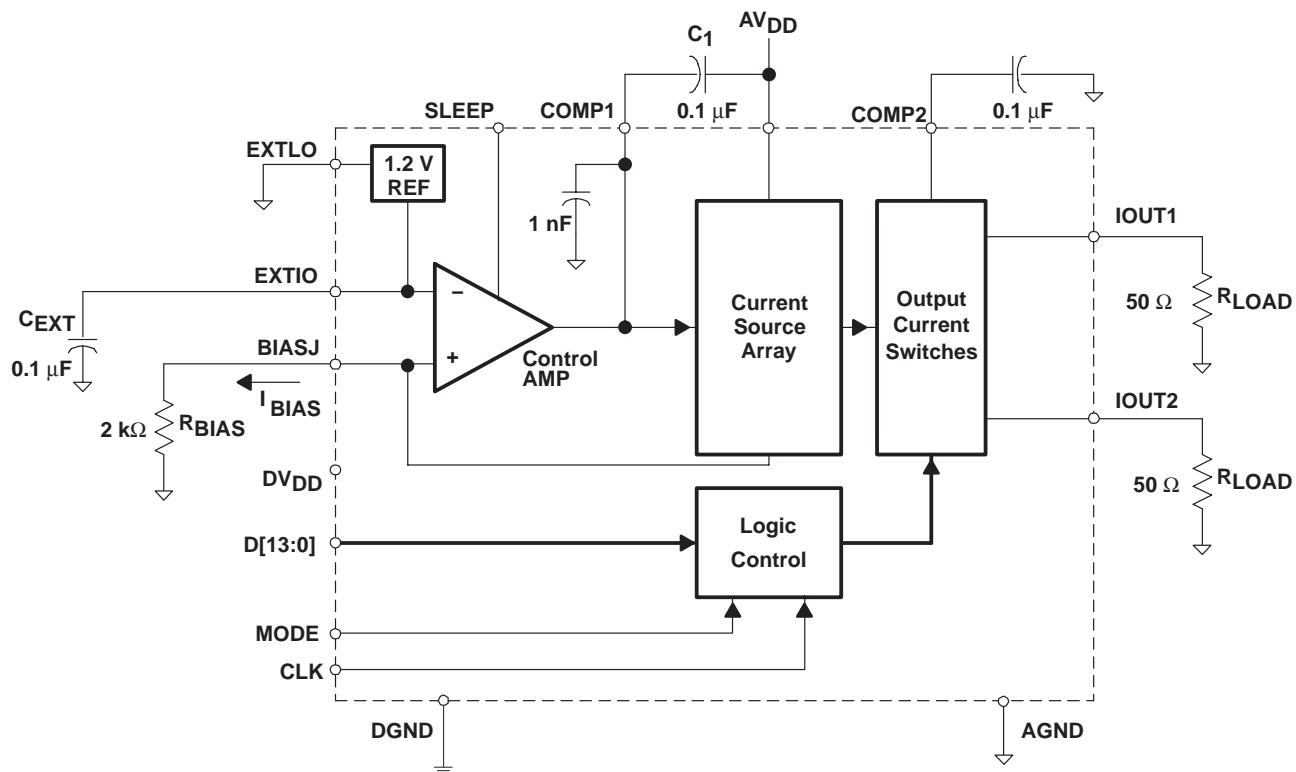 AVDD
C1
0.1 µF
SLEEP
COMP1
COMP2
0.1 µF
EXTLO
1.2 V
REF
1 nF
IOUT1
EXTIO
−
+
Control
AMP
Current
Source
Array
Output
Current
Switches
50 Ω
RLOAD
CEXT
0.1 µF
BIASJ
IBIAS
2 kΩ
RBIAS
IOUT2
50 Ω
RLOAD
DVDD
D[13:0]
Logic
Control
MODE
CLK
DGND
AGND